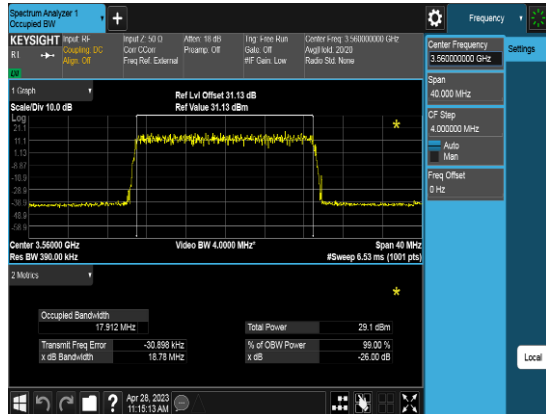 Spectrum Analyzer 1
Occupied BW
Frequency
KEYSIGHT
R1
Input: RF
Coupling: DC
Align: Off
Input Z: 50 Ω
Corr CCorr
Freq Ref: External
Atten: 18 dB
Preamp: Off
Trig: Free Run
Gate: Off
#IF Gain: Low
Center Freq: 3.560000000 GHz
Avg|Hold: 20/20
Radio Std: None
Center Frequency
3.560000000 GHz
Settings
Span
40.000 MHz
CF Step
4.000000 MHz
Auto
Man
Freq Offset
0 Hz
Local
1 Graph
Scale/Div 10.0 dB
Ref Lvl Offset 31.13 dB
Ref Value 31.13 dBm
Log
21.1
11.1
1.13
-8.87
-18.9
-28.9
-38.9
-48.9
-58.9
Center 3.56000 GHz
Res BW 390.00 kHz
Video BW 4.0000 MHz*
Span 40 MHz
#Sweep 6.53 ms (1001 pts)
2 Metrics
Occupied Bandwidth
17.912 MHz
Total Power 29.1 dBm
Transmit Freq Error -30.898 kHz
% of OBW Power 99.00 %
x dB Bandwidth 18.78 MHz
x dB -26.00 dB
Apr 28, 2023
11:15:13 AM